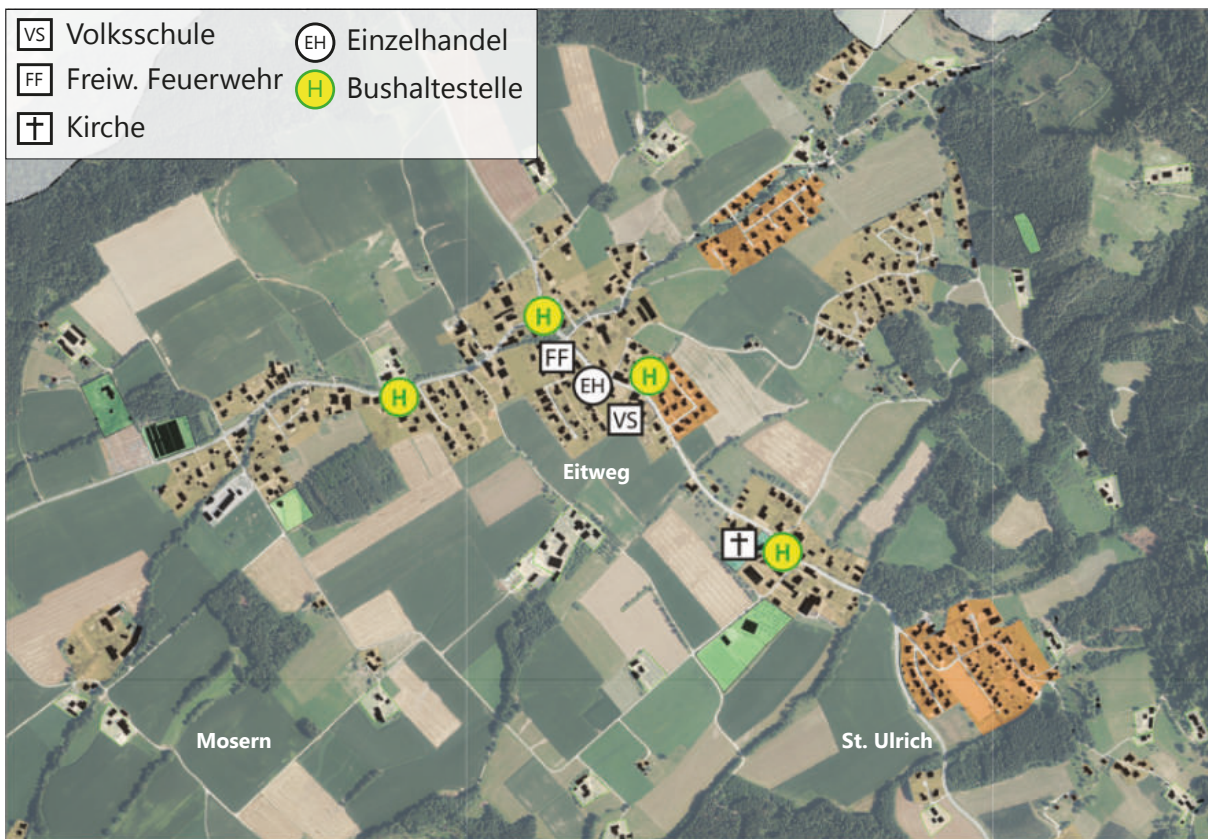 VS Volksschule
FF Freiw. Feuerwehr
Kirche
EH Einzelhandel
H Bushaltestelle
H
FF
EH
H
H
VS
Eitweg
H
Mosern
St. Ulrich